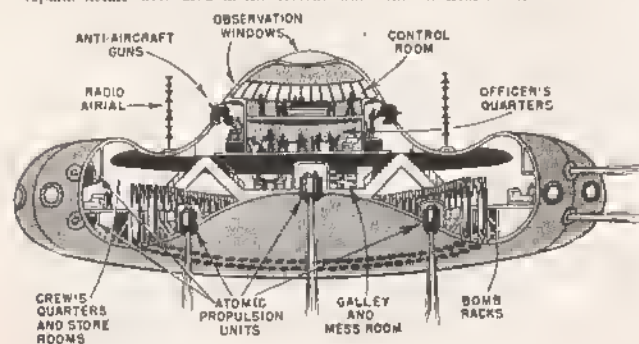 OBSERVATION
WINDOWS
ANTI-AIRCRAFT
GUNS
CONTROL
ROOM
RADIO
AIRIAL
OFFICER'S
QUARTERS
CREW'S
QUARTERS
AND STORE
ROOMS
ATOMIC
PROPULSION
UNITS
GALLEY
AND
MESS ROOM
BOMB
RACKS